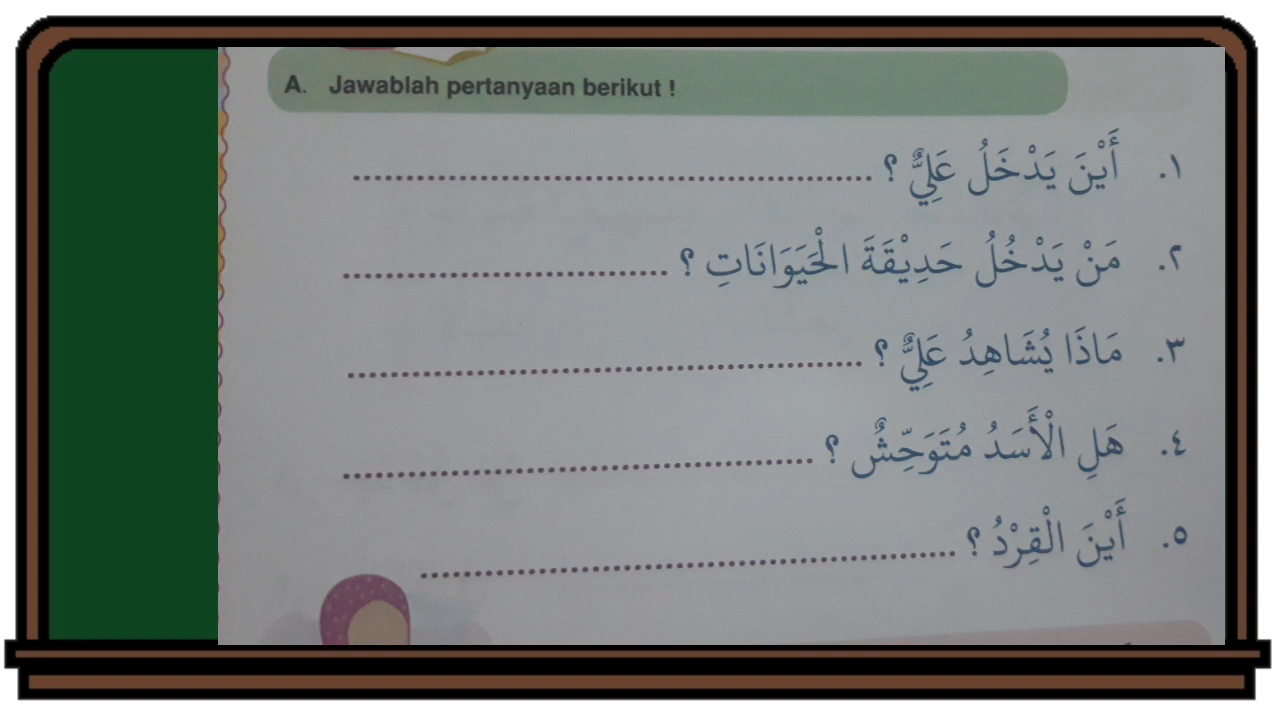 A. Jawablah pertanyaan berikut !
١. أَيْنَ يَدْخَلُ عَلِيٌّ ؟ ........................................................
٢. مَنْ يَدْخُلُ حَدِيْقَةَ الْحَيَوَانَاتِ ؟ ....................................
٣. مَاذَا يُشَاهِدُ عَلِيٌّ ؟ ........................................................
٤. هَلِ الْأَسَدُ مُتَوَحِّشٌ ؟ ....................................................
٥. أَيْنَ الْقِرْدُ ؟ ...........................................................